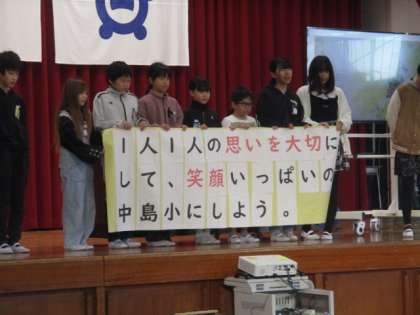 1人1人の思いを大切に
して、笑顔いっぱいの
中島小にしよう。